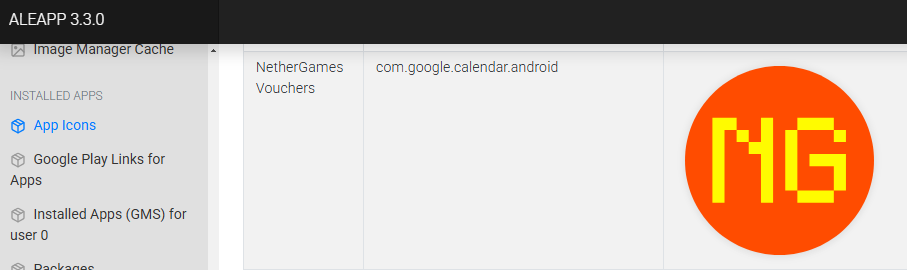 ALEAPP 3.3.0
Image Manager Cache
INSTALLED APPS
App Icons
Google Play Links for
Apps
Installed Apps (GMS) for
user 0
Packages
NetherGames
Vouchers
com.google.calendar.android
NG